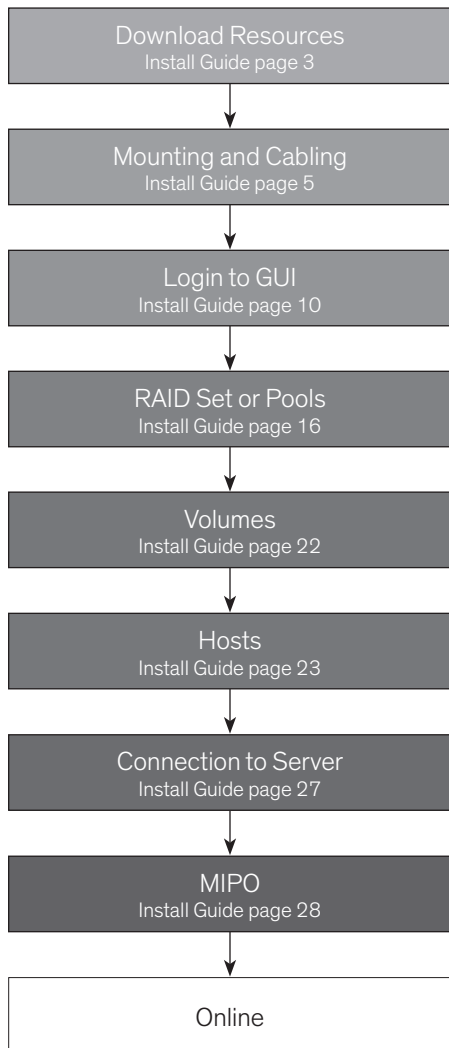 Download Resources
Install Guide page 3
Mounting and Cabling
Install Guide page 5
Login to GUI
Install Guide page 10
RAID Set or Pools
Install Guide page 16
Volumes
Install Guide page 22
Hosts
Install Guide page 23
Connection to Server
Install Guide page 27
MIPO
Install Guide page 28
Online